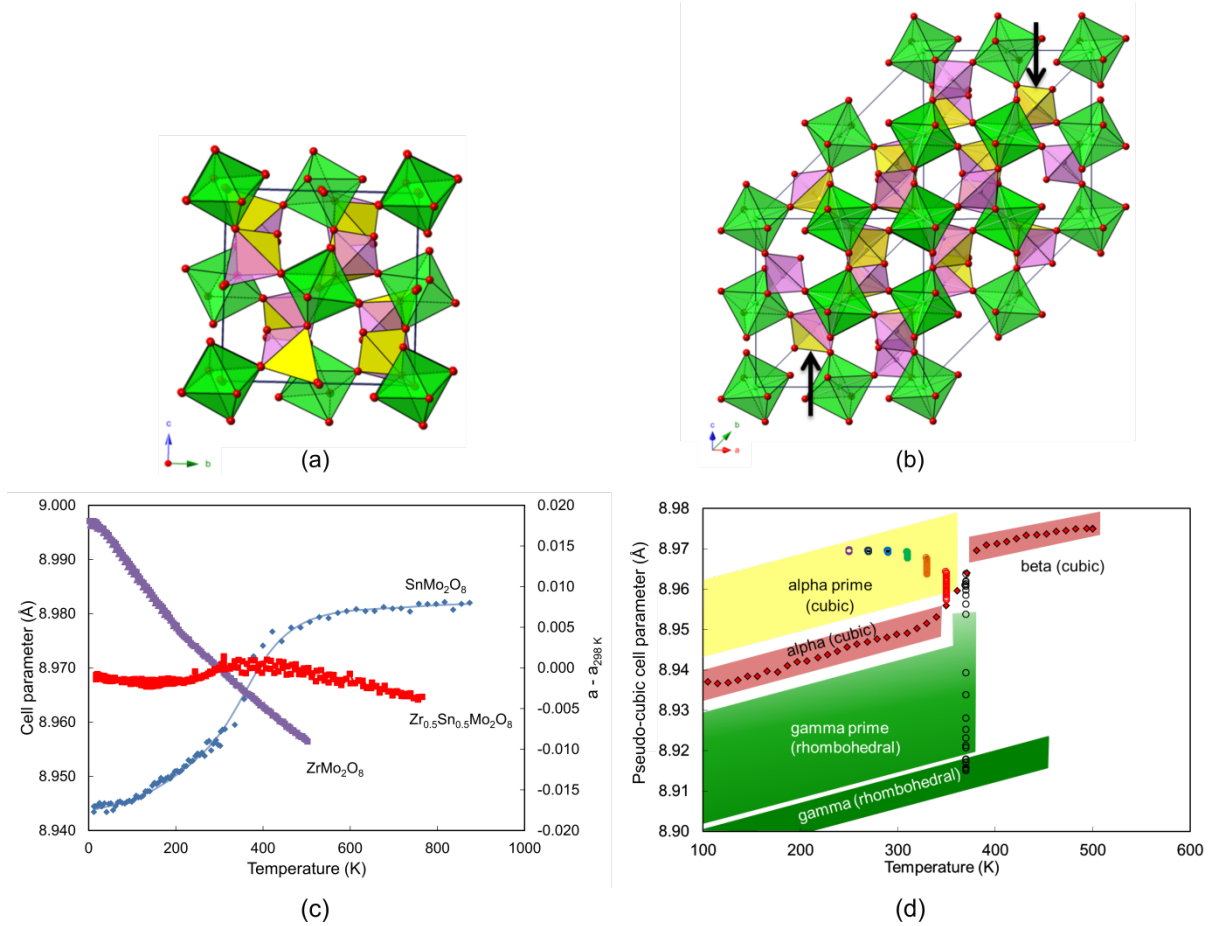 c
b
(a)
c
b
a
(b)
9.000
8.990
8.980
8.970
8.960
8.950
8.940
Cell parameter (Å)
0
200
400
600
800
1000
Temperature (K)
0.020
0.015
0.010
0.005
0.000
-0.005
-0.010
-0.015
-0.020
a - a298 K
SnMo2O8
Zr0.5Sn0.5Mo2O8
ZrMo2O8
(c)
8.98
8.97
8.96
8.95
8.94
8.93
8.92
8.91
8.90
Pseudo-cubic cell parameter (Å)
100
200
300
400
500
600
Temperature (K)
alpha prime
(cubic)
beta (cubic)
alpha (cubic)
gamma prime
(rhombohedral)
gamma (rhombohedral)
(d)